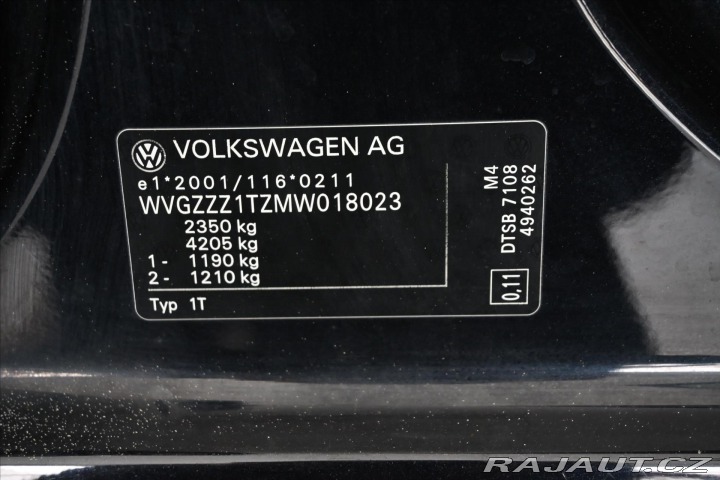 VOLKSWAGEN AG
e1*2001/116*0211
WVGZZZ1TZMW018023
2350 kg
4205 kg
1- 1190 kg
2- 1210 kg
Typ 1T
M4
DTSB 7108
4940262
0,11
RAJAUT.CZ